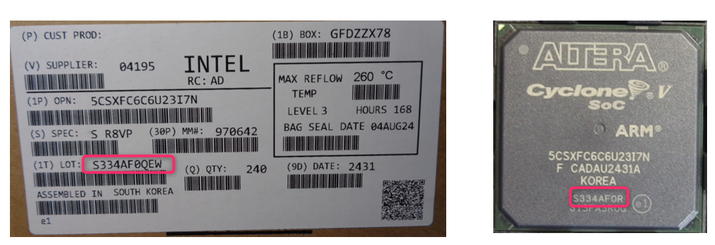 (P) CUST PROD:
(1B) BOX: GFDZZX78
(V) SUPPLIER: 04195
INTEL
RC: AD
(1P) OPN: 5CSXFC6C6U23I7N
(S) SPEC: S R8VP
(30P) MM#: 970642
(1T) LOT: S334AF0QEW
(Q) QTY: 240
(9D) DATE: 2431
MAX REFLOW TEMP 260 °C
LEVEL 3 HOURS 168
BAG SEAL DATE 04AUG24
ASSEMBLED IN SOUTH KOREA
e1
ALTERA®
Cyclone® V
SoC
ARM®
5CSXFC6C6U23I7N
F CADAU2431A
KOREA
S334AF0R
e1